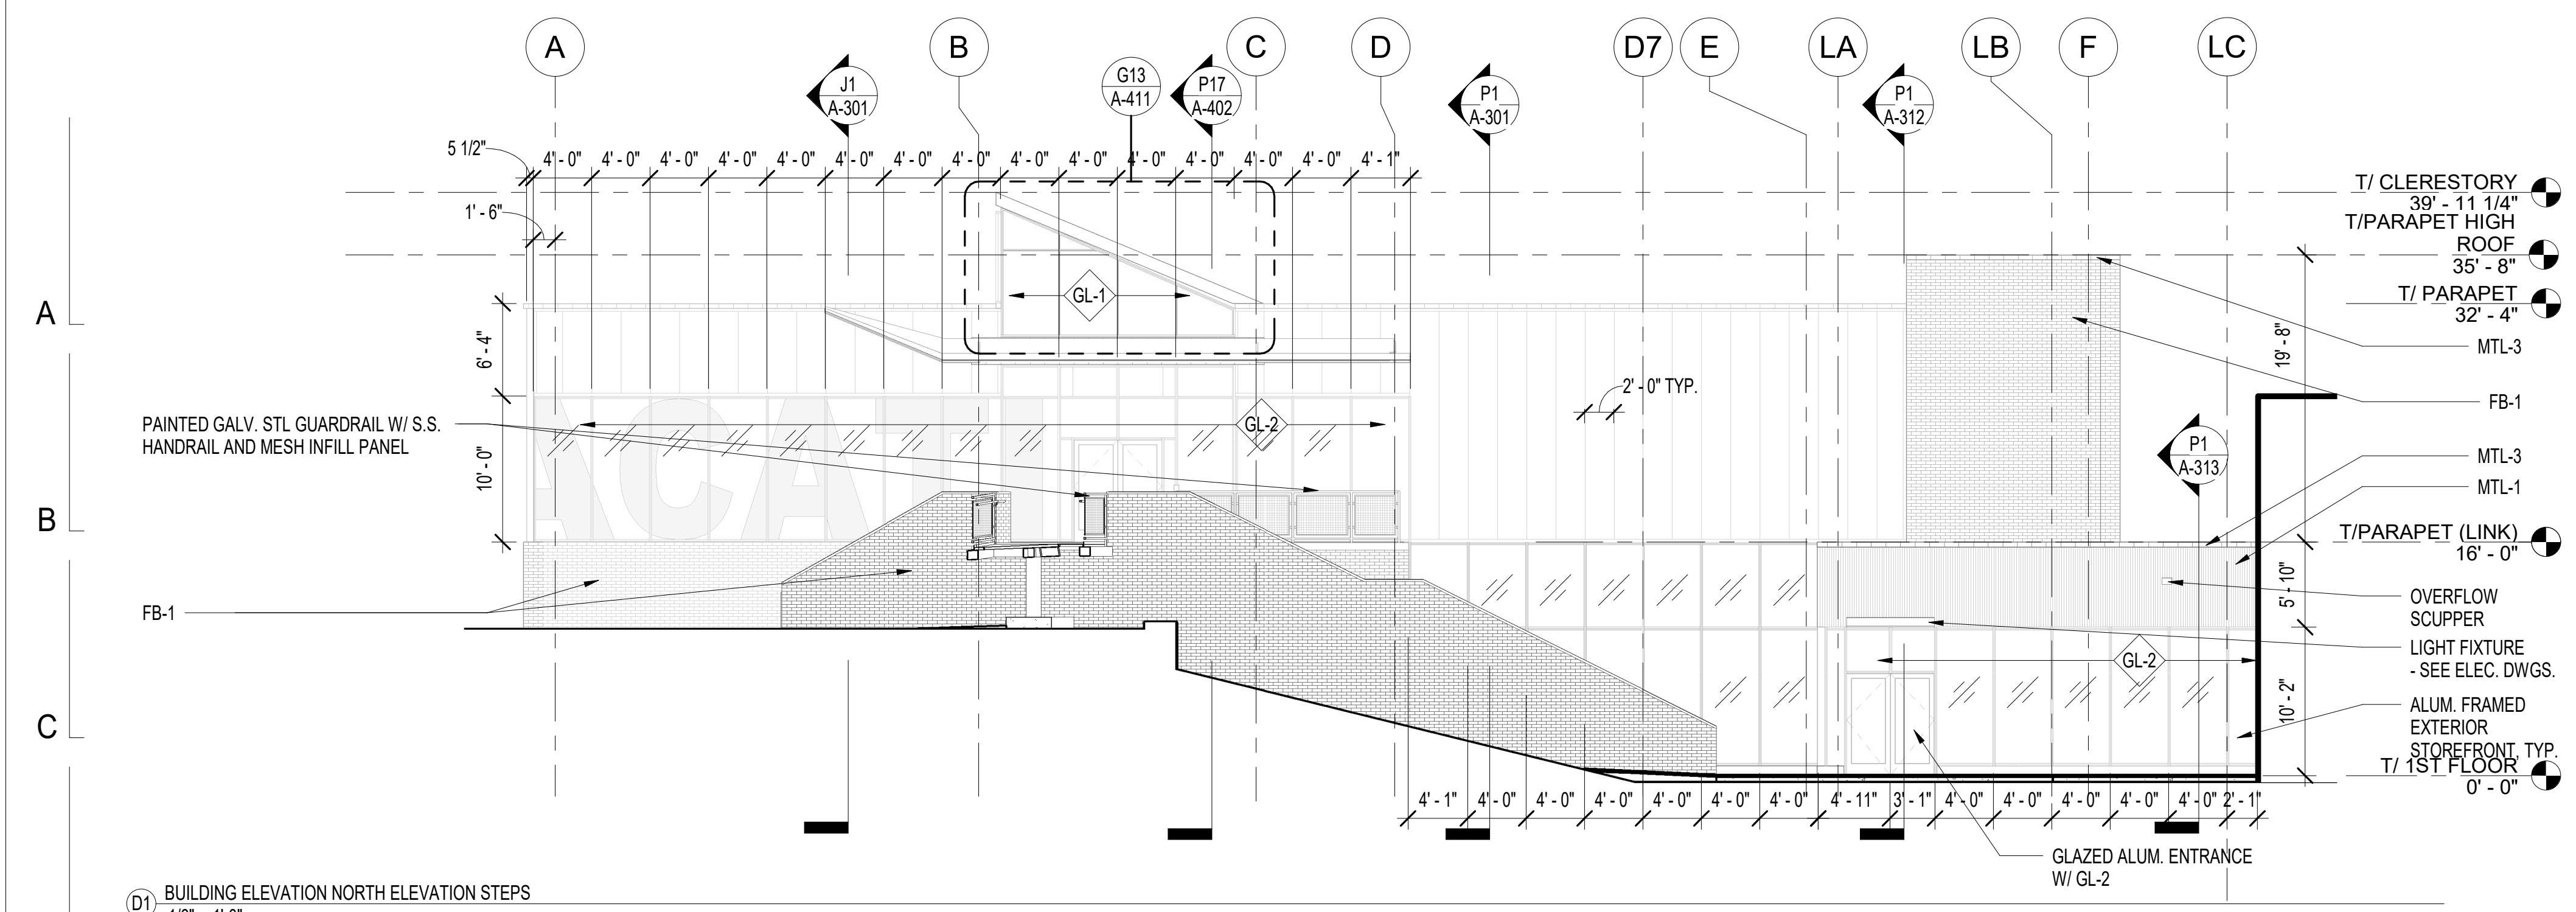 A B C D D7 E LA LB F LC
J1
A-301
G13
A-411
P17
A-402
P1
A-301
P1
A-312
5 1/2"
4' - 0" 4' - 0" 4' - 0" 4' - 0" 4' - 0" 4' - 0" 4' - 0" 4' - 0" 4' - 0" 4' - 0" 4' - 0" 4' - 0" 4' - 0" 4' - 0" 4' - 1"
1' - 6"
T/ CLERESTORY
39' - 11 1/4"
T/PARAPET HIGH
ROOF
35' - 8"
T/ PARAPET
32' - 4"
MTL-3
FB-1
A
GL-1
6' - 4"
19' - 8"
2' - 0" TYP.
PAINTED GALV. STL GUARDRAIL W/ S.S.
HANDRAIL AND MESH INFILL PANEL
GL-2
ACATI
10' - 0"
P1
A-313
MTL-3
MTL-1
B
T/PARAPET (LINK)
16' - 0"
5' - 10"
FB-1
OVERFLOW
SCUPPER
LIGHT FIXTURE
- SEE ELEC. DWGS.
GL-2
10' - 2"
ALUM. FRAMED
EXTERIOR
STOREFRONT, TYP.
C
T/ 1ST FLOOR
0' - 0"
4' - 1" 4' - 0" 4' - 0" 4' - 0" 4' - 0" 4' - 0" 4' - 0" 4' - 11" 3' - 1" 4' - 0" 4' - 0" 4' - 0" 4' - 0" 4' - 0" 2' - 1"
GLAZED ALUM. ENTRANCE
W/ GL-2
D1
BUILDING ELEVATION NORTH ELEVATION STEPS